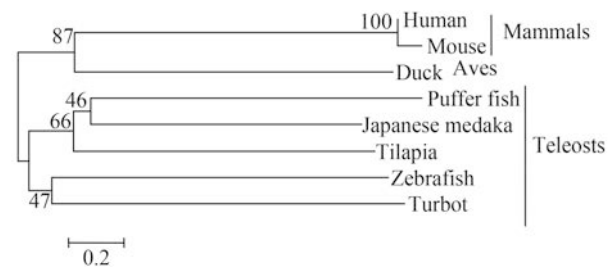 100 Human
Mouse
Mammals
87
Duck Aves
46 Puffer fish
66 Japanese medaka
Tilapia
Teleosts
Zebrafish
47 Turbot
0.2